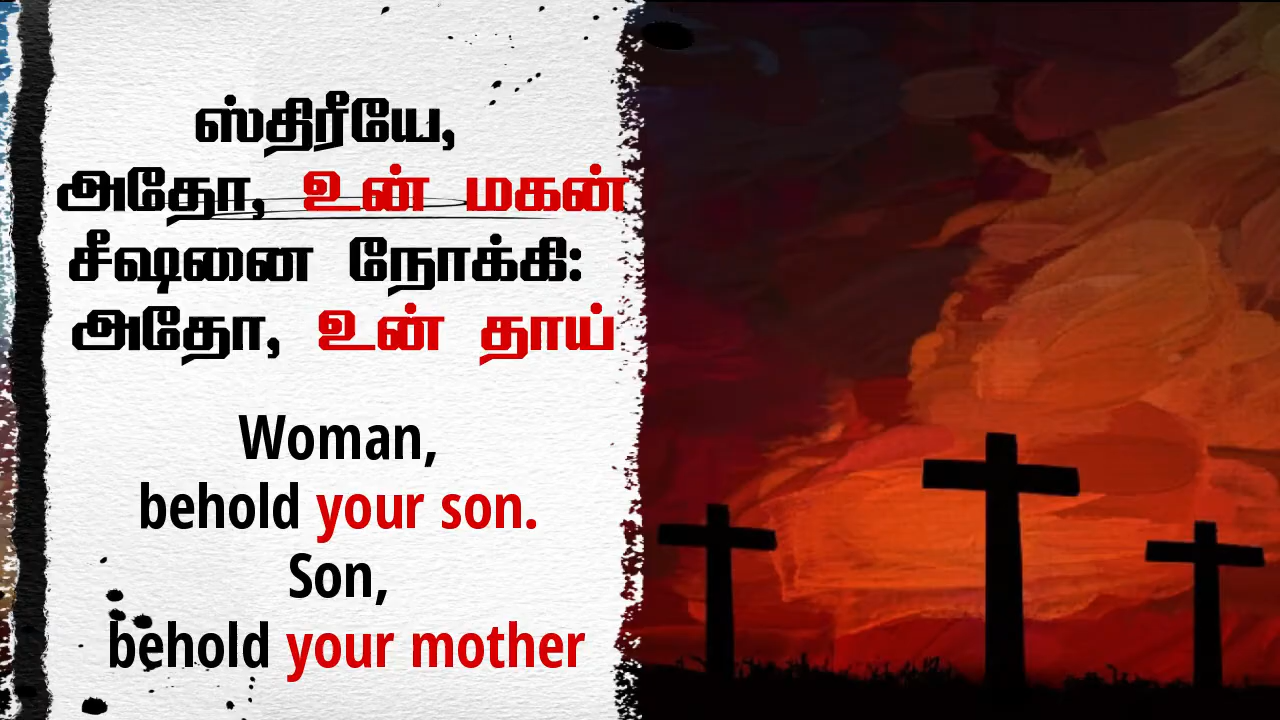 ஸ்திரீயே,
அதோ, உன் மகன்
சீஷனை நோக்கி:
அதோ, உன் தாய்
Woman,
behold your son.
Son,
behold your mother